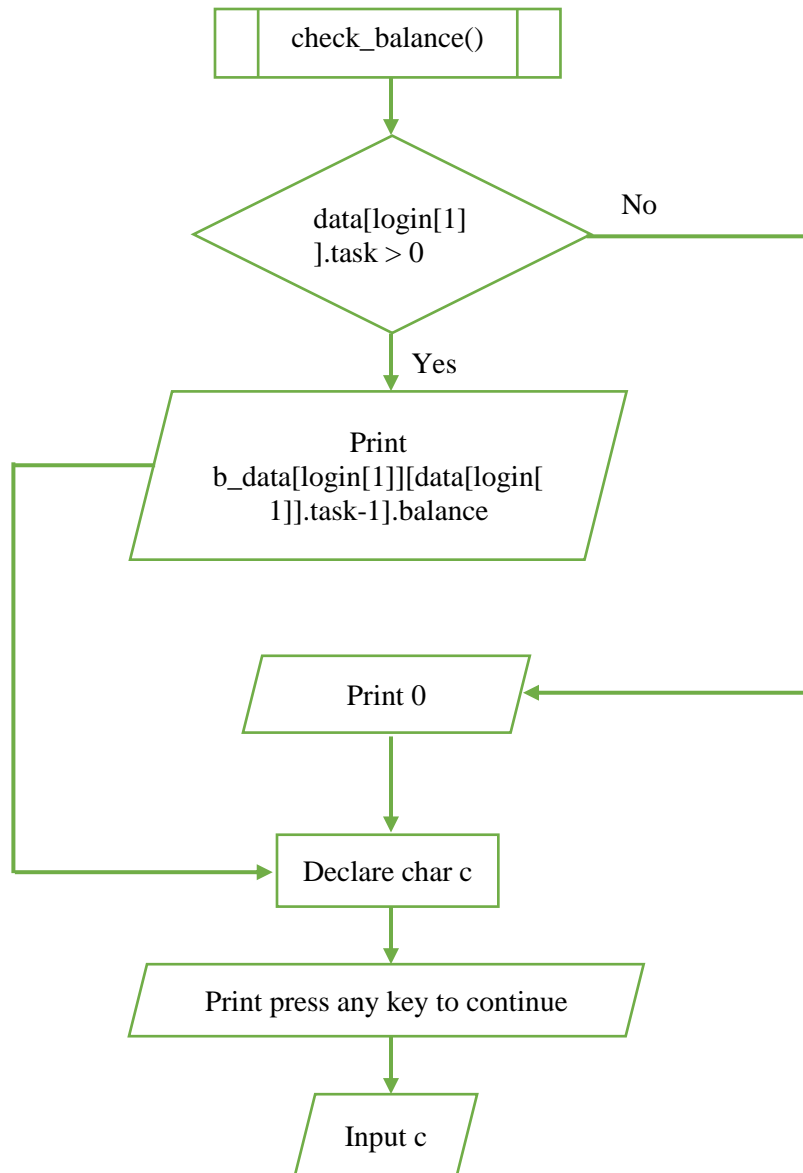 check_balance()
No
data[login[1]
].task > 0
Yes
Print
b_data[login[1]][data[login[
1]].task-1].balance
Print 0
Declare char c
Print press any key to continue
Input c